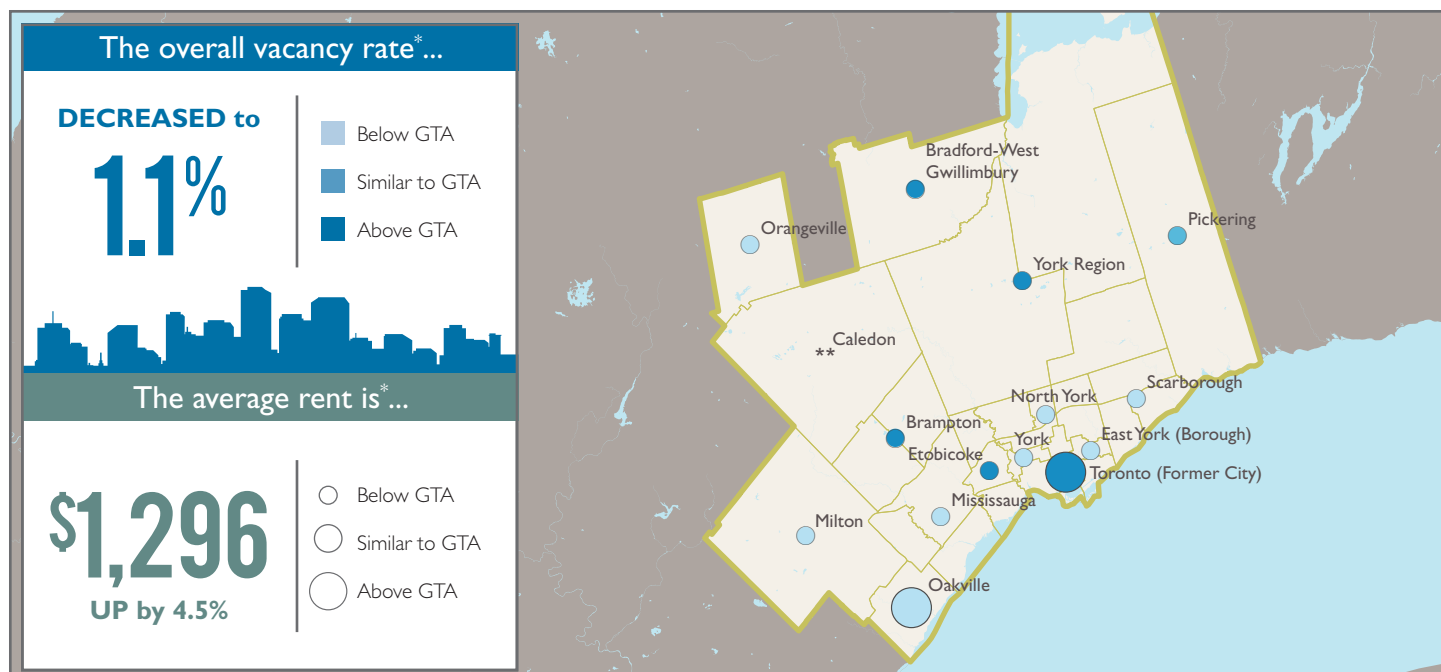 The overall vacancy rate*...
DECREASED to
1.1%
Below GTA
Similar to GTA
Above GTA
The average rent is*...
$1,296
UP by 4.5%
Below GTA
Similar to GTA
Above GTA
Bradford-West
Gwillimbury
Orangeville
Pickering
York Region
Caledon
**
Scarborough
North York
Brampton
York
East York (Borough)
Etobicoke
Toronto (Former City)
Mississauga
Milton
Oakville